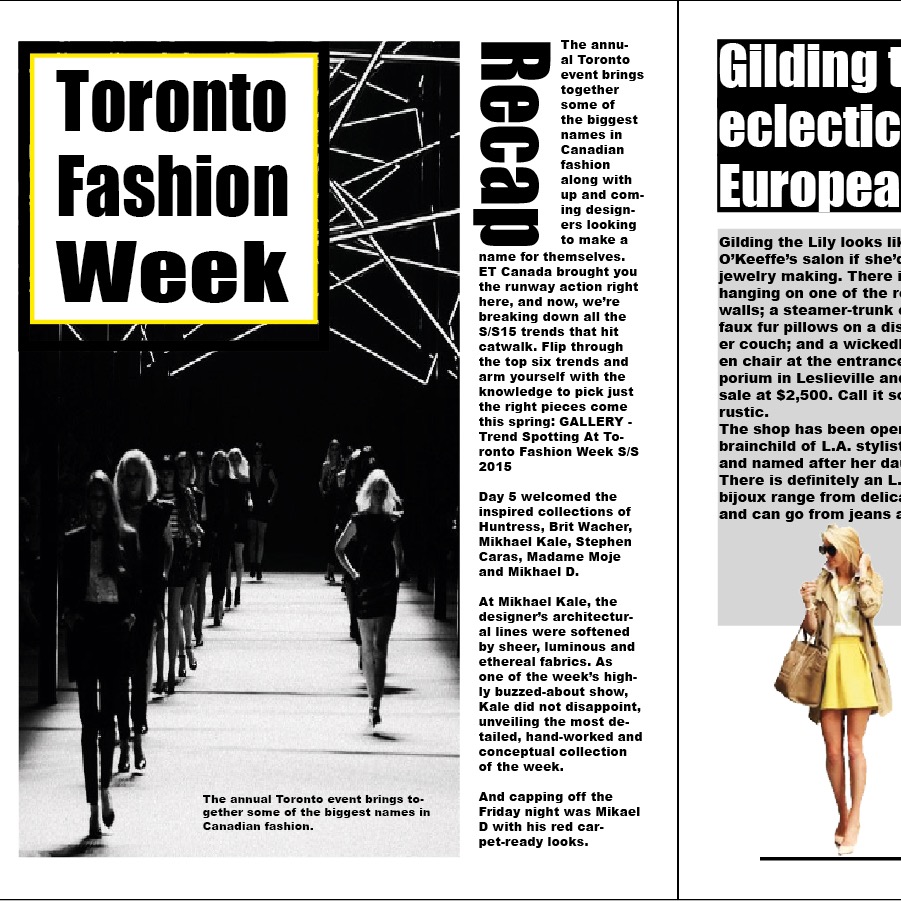 Toronto
Fashion
Week
The annual Toronto event brings to-
gether some of the biggest names in
Canadian fashion.
Recap
The annu-
al Toronto
event brings
together
some of
the biggest
names in
Canadian
fashion
along with
up and com-
ing design-
ers looking
to make a
name for themselves.
ET Canada brought you
the runway action right
here, and now, we're
breaking down all the
S/S15 trends that hit
catwalk. Flip through
the top six trends and
arm yourself with the
knowledge to pick just
the right pieces come
this spring: GALLERY -
Trend Spotting At To-
ronto Fashion Week S/S
2015
Day 5 welcomed the
inspired collections of
Huntress, Brit Wacher,
Mikhael Kale, Stephen
Caras, Madame Moje
and Mikhael D.
At Mikhael Kale, the
designer's architectur-
al lines were softened
by sheer, luminous and
ethereal fabrics. As
one of the week's high-
ly buzzed-about show,
Kale did not disappoint,
unveiling the most de-
tailed, hand-worked and
conceptual collection
of the week.
And capping off the
Friday night was Mikael
D with his red car-
pet-ready looks.
Gilding t
eclectic
Europea
Gilding the Lily looks lik
O'Keeffe's salon if she'd
jewelry making. There i
hanging on one of the r
walls; a steamer-trunk
faux fur pillows on a dis
er couch; and a wickedl
en chair at the entrance
porium in Leslieville and
sale at $2,500. Call it s
rustic.
The shop has been oper
brainchild of L.A. stylist
and named after her dau
There is definitely an L.
bijoux range from delica
and can go from jeans a